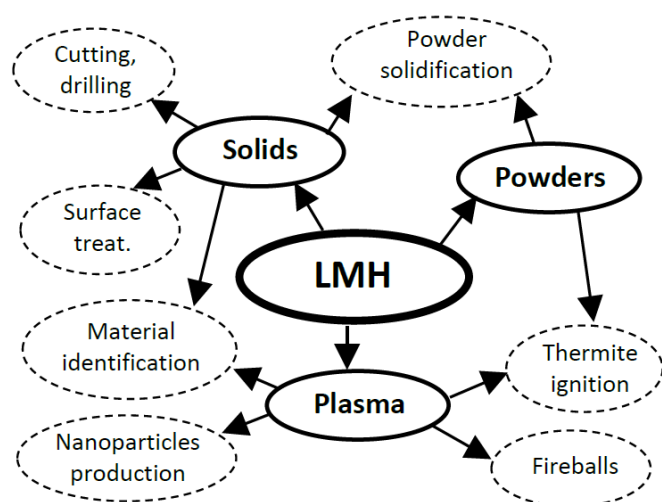 Cutting,
drilling
Powder
solidification
Solids
Powders
Surface
treat.
LMH
Material
identification
Thermite
ignition
Plasma
Nanoparticles
production
Fireballs